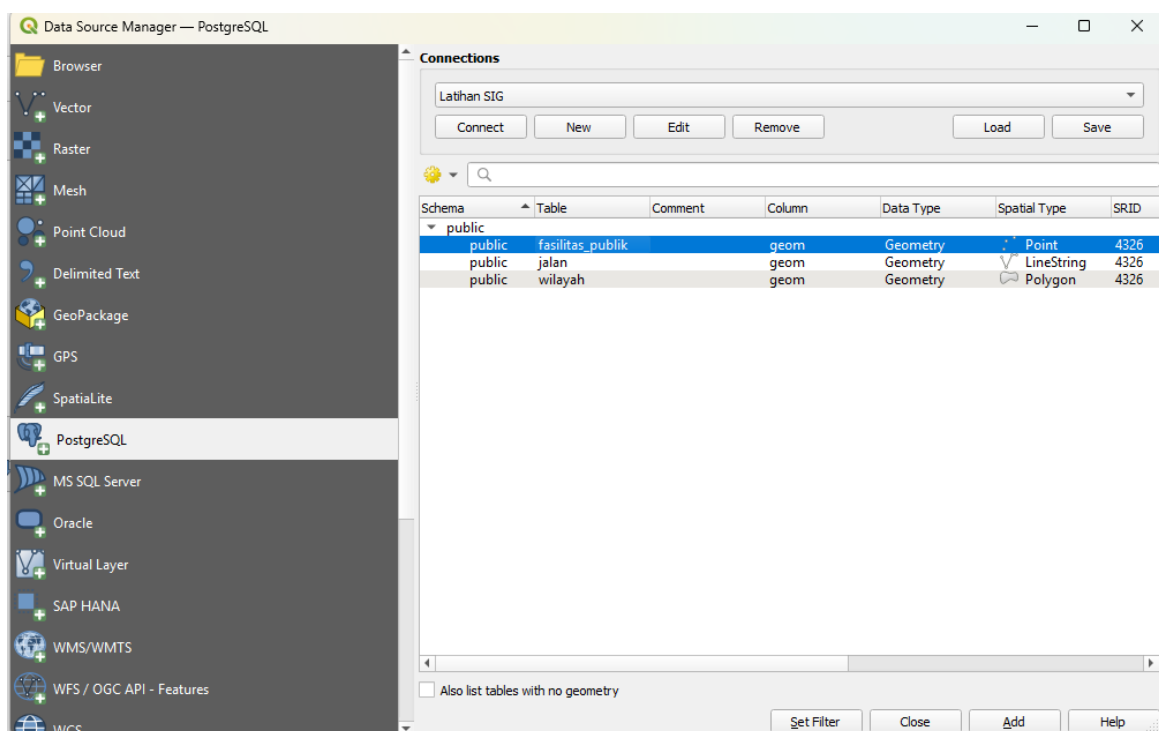 Data Source Manager — PostgreSQL
Browser
Vector
Raster
Mesh
Point Cloud
Delimited Text
GeoPackage
GPS
SpatiaLite
PostgreSQL
MS SQL Server
Oracle
Virtual Layer
SAP HANA
WMS/WMTS
WFS / OGC API - Features
WCS
Connections
Latihan SIG
Connect New Edit Remove Load Save
Schema Table Comment Column Data Type Spatial Type SRID
public
public fasilitas_publik geom Geometry Point 4326
public jalan geom Geometry LineString 4326
public wilayah geom Geometry Polygon 4326
Also list tables with no geometry
Set Filter Close Add Help